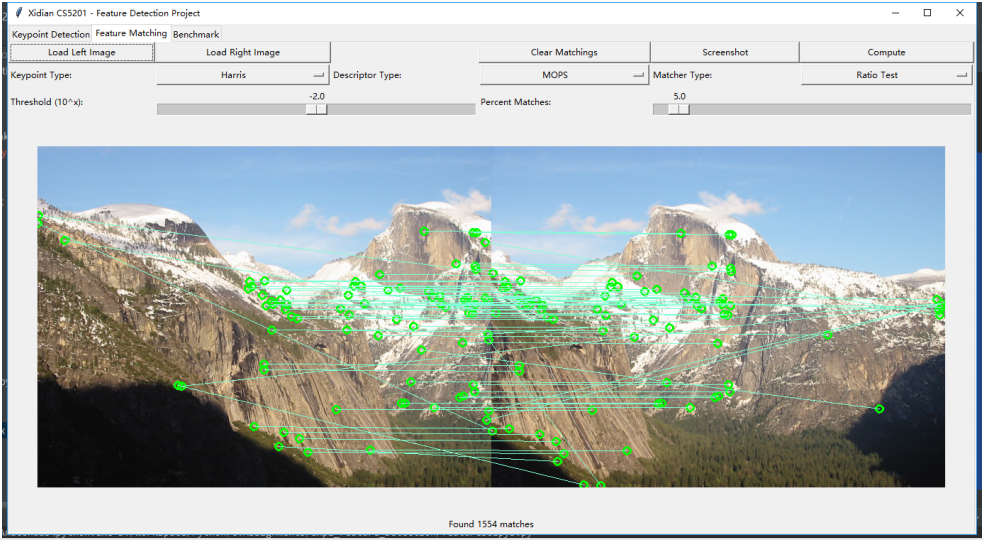 Xidian CS5201 - Feature Detection Project
Keypoint Detection Feature Matching Benchmark
Load Left Image Load Right Image Clear Matchings Screenshot Compute
Keypoint Type: Harris Descriptor Type: MOPS Matcher Type: Ratio Test
Threshold (10^x): -2.0 Percent Matches: 5.0
Found 1554 matches